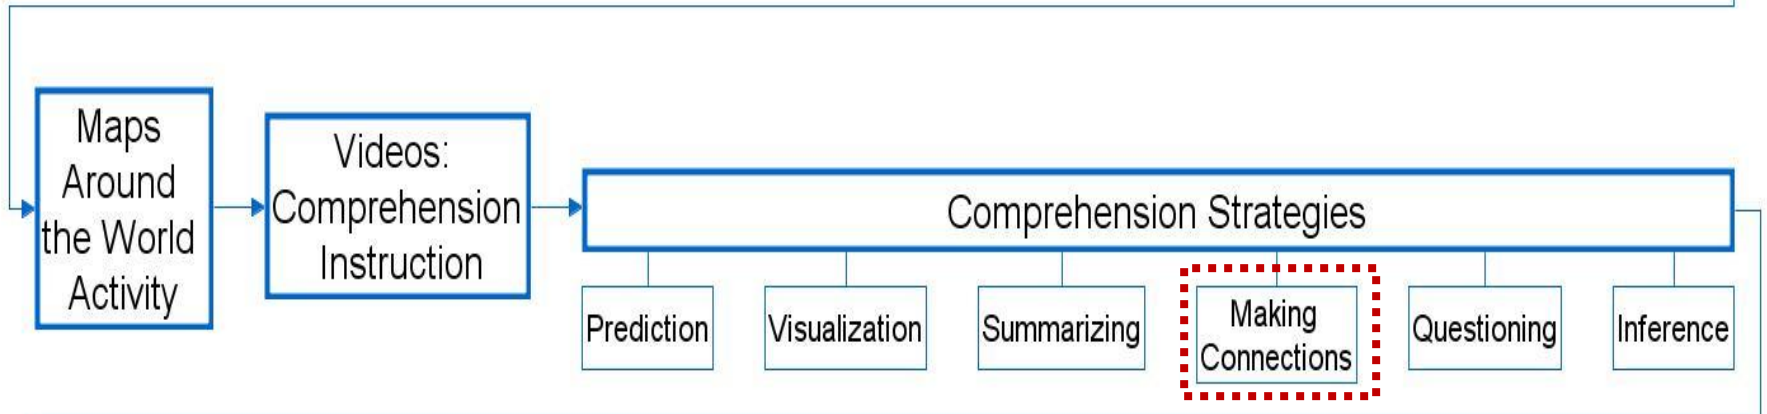 Maps
Around
the World
Activity
Videos:
Comprehension
Instruction
Comprehension Strategies
Prediction
Visualization
Summarizing
Making
Connections
Questioning
Inference